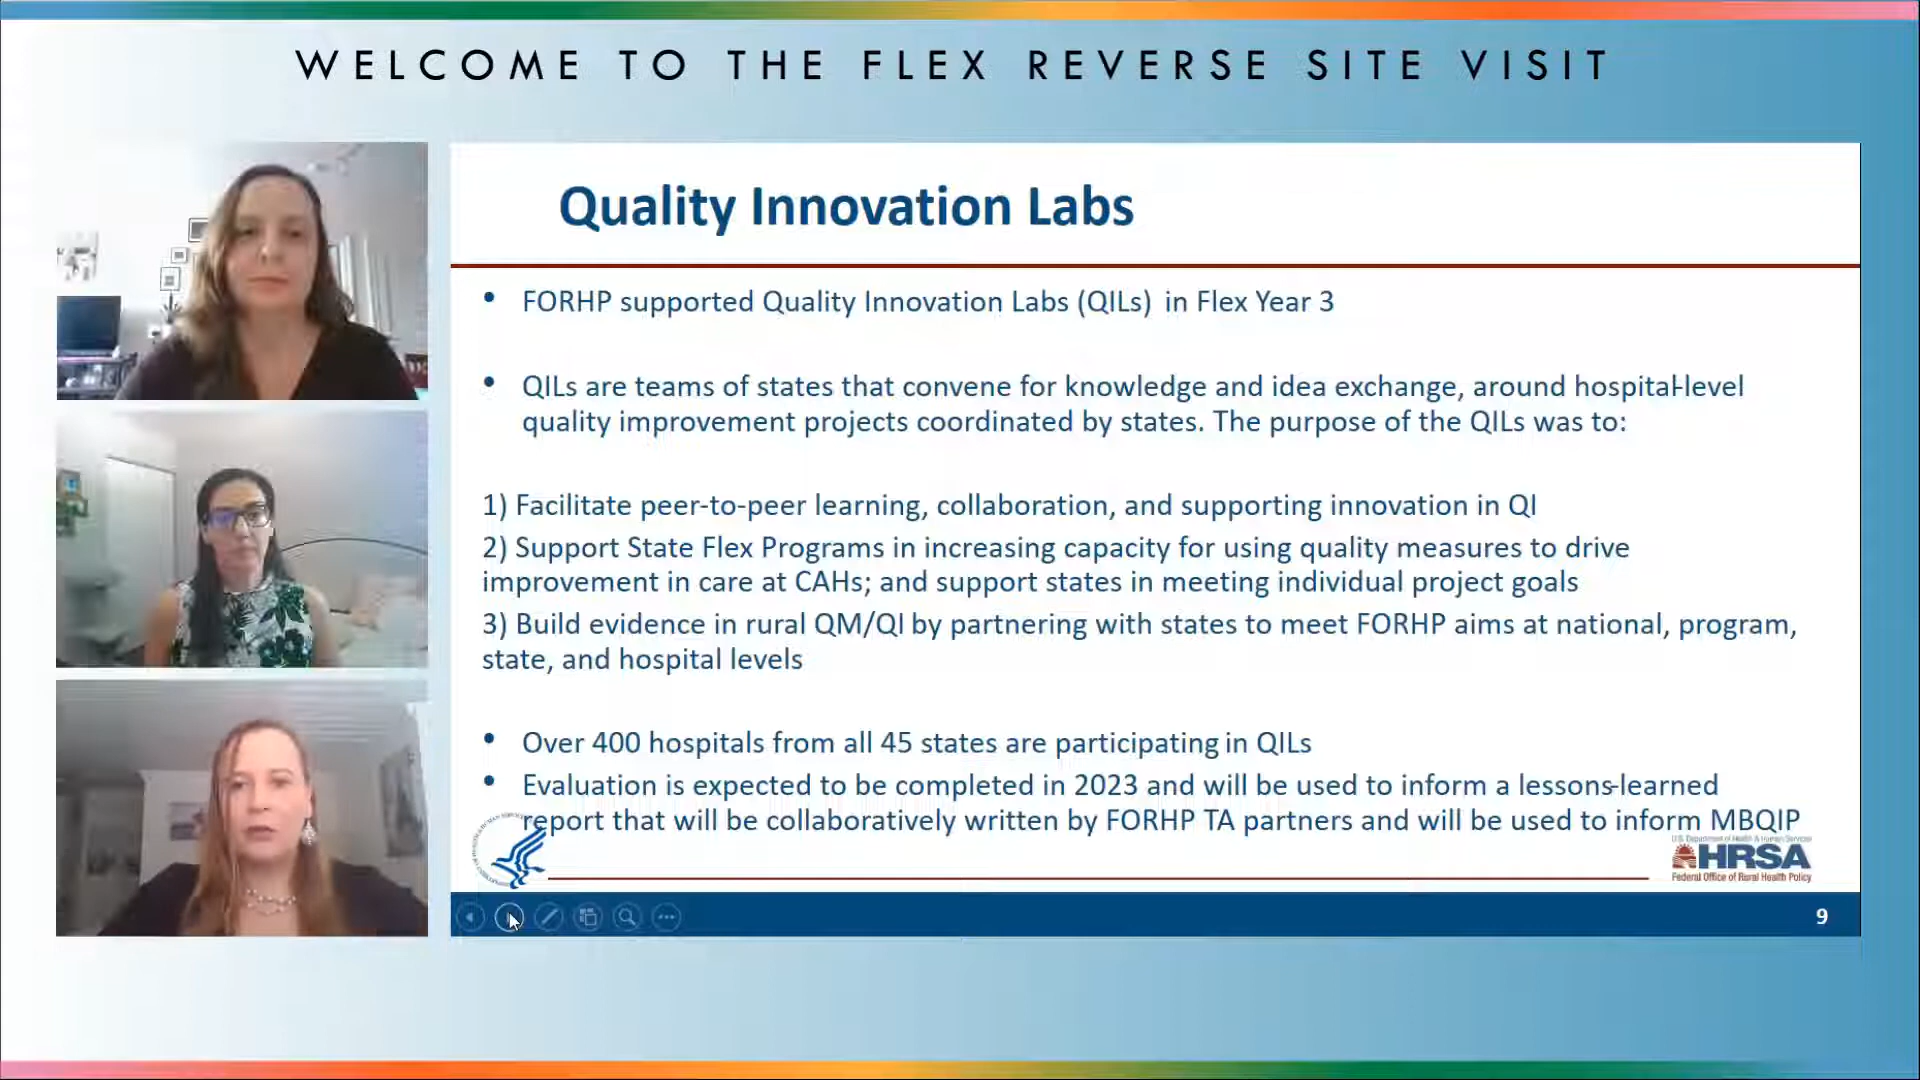 WELCOME TO THE FLEX REVERSE SITE VISIT
Quality Innovation Labs
• FORHP supported Quality Innovation Labs (QILs) in Flex Year 3
• QILs are teams of states that convene for knowledge and idea exchange, around hospital-level
quality improvement projects coordinated by states. The purpose of the QILs was to:
1) Facilitate peer-to-peer learning, collaboration, and supporting innovation in QI
2) Support State Flex Programs in increasing capacity for using quality measures to drive
improvement in care at CAHs; and support states in meeting individual project goals
3) Build evidence in rural QM/QI by partnering with states to meet FORHP aims at national, program,
state, and hospital levels
• Over 400 hospitals from all 45 states are participating in QILs
• Evaluation is expected to be completed in 2023 and will be used to inform a lessons-learned
report that will be collaboratively written by FORHP TA partners and will be used to inform MBQIP
U.S. Department of Health & Human Services
HRSA
Federal Office of Rural Health Policy
9